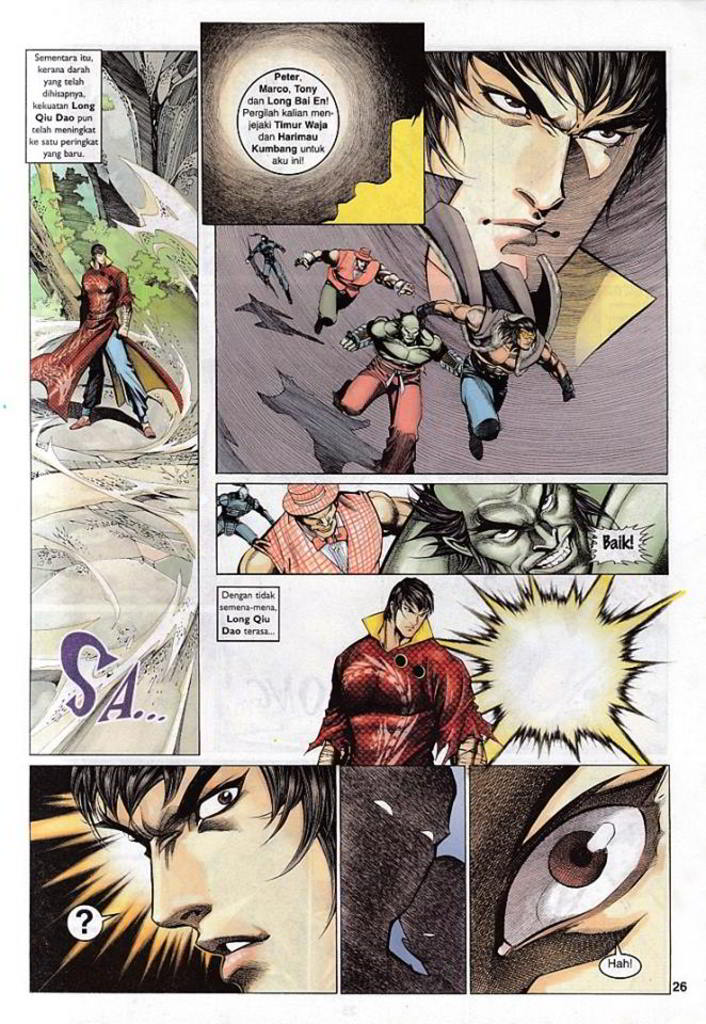 Sementara itu,
kerana darah
yang telah
dihisapnya,
kekuatan Long
Qiu Dao pun
telah meningkat
ke satu peringkat
yang baru.
Peter,
Marco, Tony
dan Long Bai En!
Pergilah kalian men-
jejaki Timur Waja
dan Harimau
Kumbang untuk
aku ini!
Baik!
Dengan tidak
semena-mena,
Long Qiu
Dao terasa...
SA...
?
Hah!
26